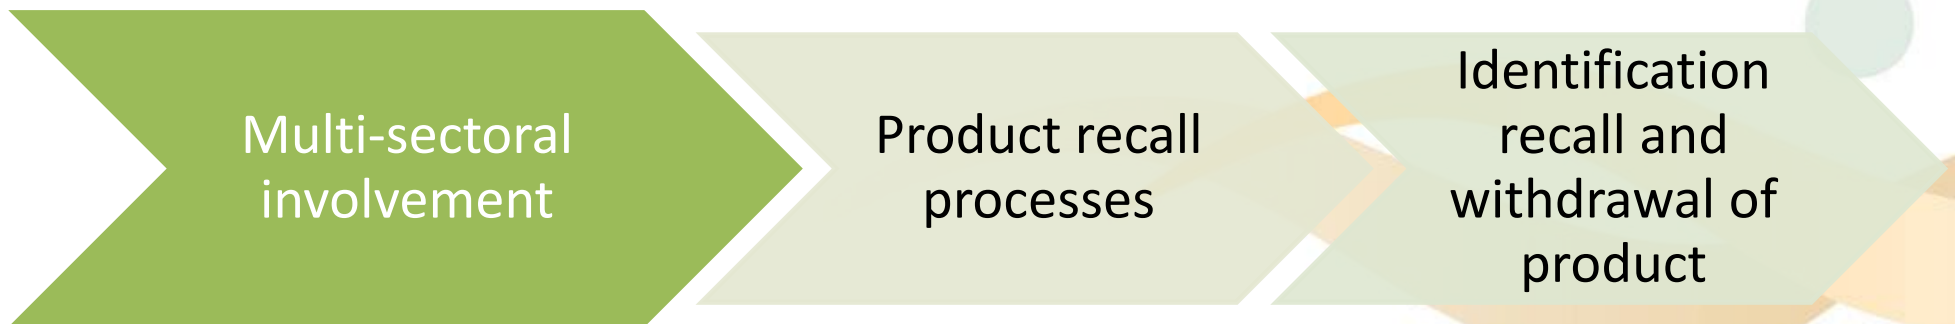 Multi-sectoral
involvement
Product recall
processes
Identification
recall and
withdrawal of
product